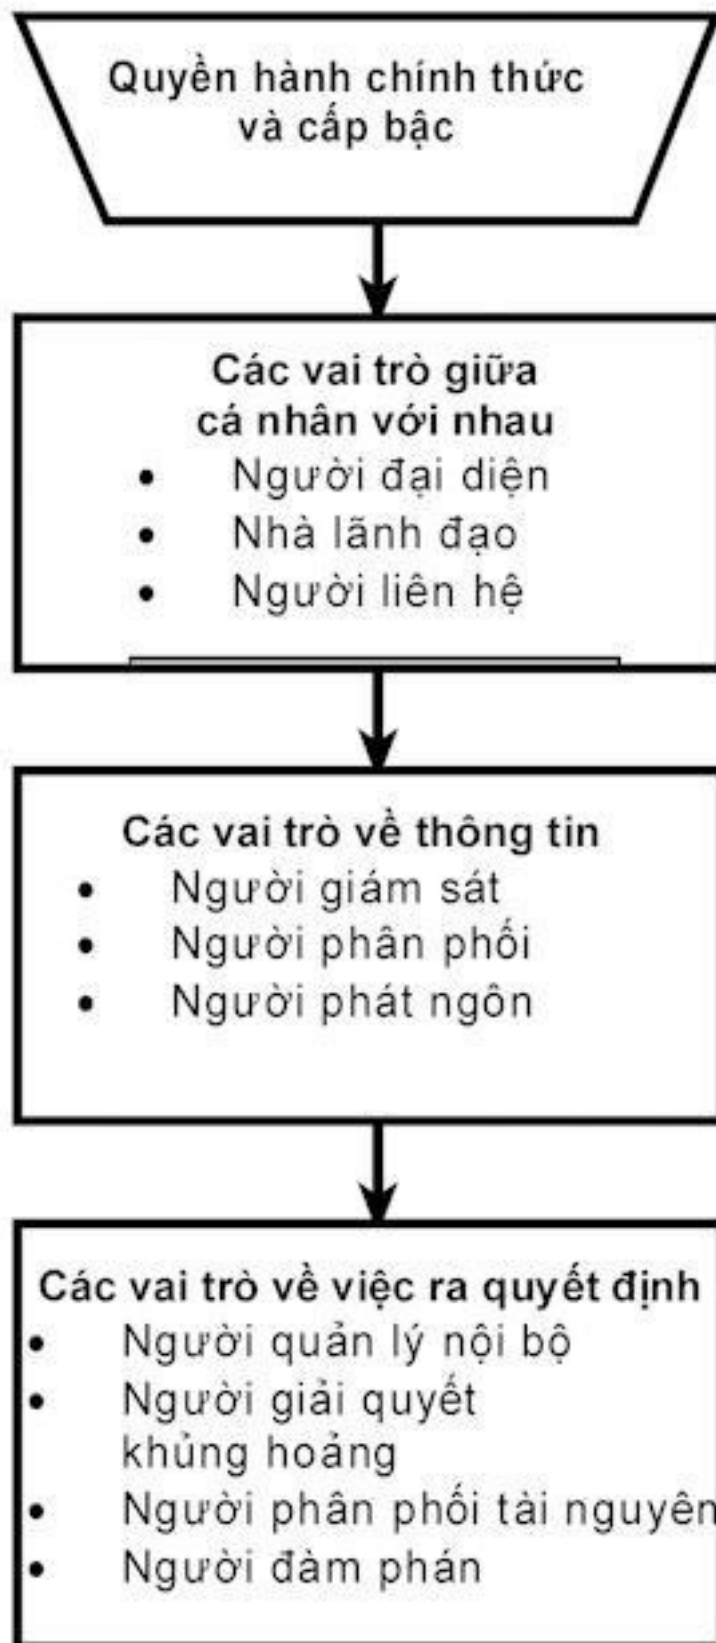 Quyền hành chính thức
và cấp bậc
Các vai trò giữa
cá nhân với nhau
• Người đại diện
• Nhà lãnh đạo
• Người liên hệ
Các vai trò về thông tin
• Người giám sát
• Người phân phối
• Người phát ngôn
Các vai trò về việc ra quyết định
• Người quản lý nội bộ
• Người giải quyết
khủng hoảng
• Người phân phối tài nguyên
• Người đàm phán